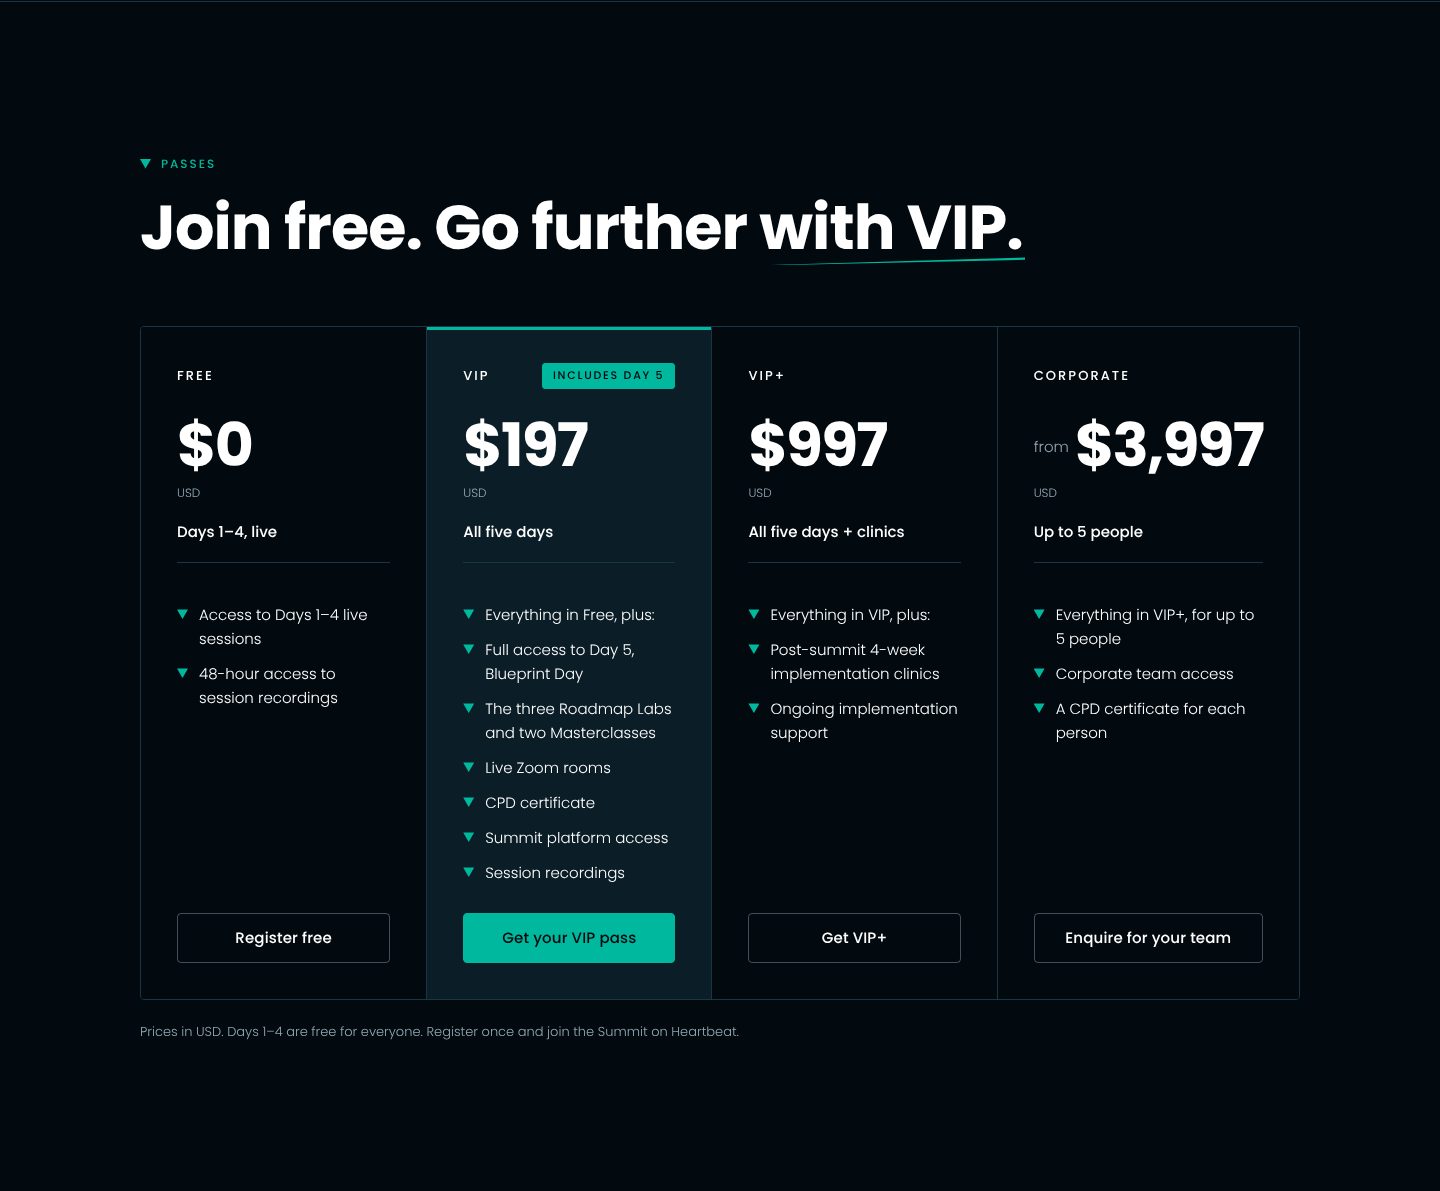 PASSES
Join free. Go further with VIP.
FREE
$0
USD
Days 1–4, live
Access to Days 1–4 live
sessions
48-hour access to
session recordings
Register free
VIP
INCLUDES DAY 5
$197
USD
All five days
Everything in Free, plus:
Full access to Day 5,
Blueprint Day
The three Roadmap Labs
and two Masterclasses
Live Zoom rooms
CPD certificate
Summit platform access
Session recordings
Get your VIP pass
VIP+
$997
USD
All five days + clinics
Everything in VIP, plus:
Post-summit 4-week
implementation clinics
Ongoing implementation
support
Get VIP+
CORPORATE
from $3,997
USD
Up to 5 people
Everything in VIP+, for up to
5 people
Corporate team access
A CPD certificate for each
person
Enquire for your team
Prices in USD. Days 1–4 are free for everyone. Register once and join the Summit on Heartbeat.